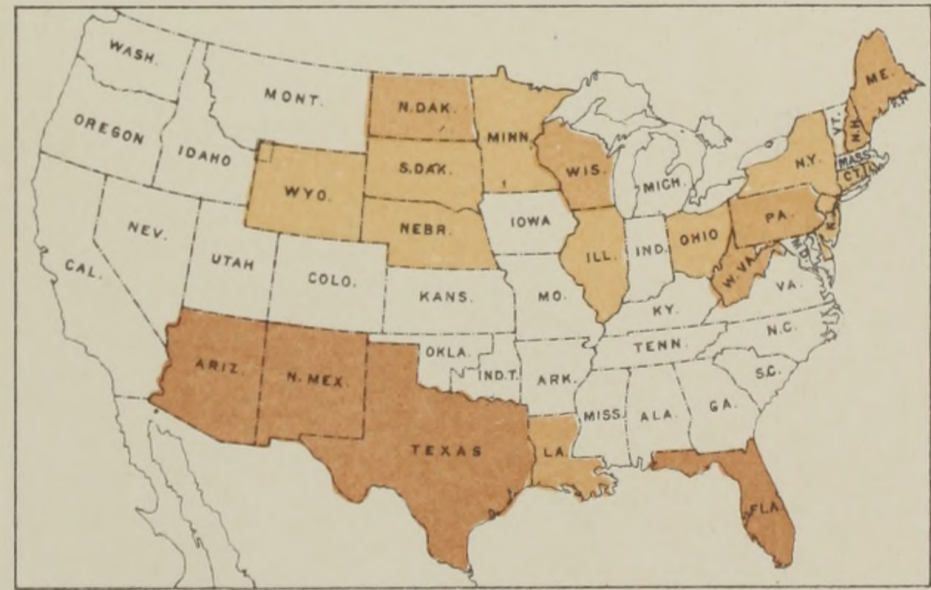 WASH.
MONT.
N.DAK.
MINN.
ME.
OREGON
IDAHO
S.DAK.
WIS.
MICH.
N.Y.
VT.
N.H.
MASS
CT.
WYO.
NEBR.
IOWA
ILL.
IND.
OHIO
PA.
N.J.
NEV.
UTAH
COLO.
KANS.
MO.
KY.
W.VA.
VA.
CAL.
ARIZ.
N.MEX.
OKLA.
IND.T.
ARK.
TENN.
N.C.
S.C.
TEXAS
LA.
MISS.
ALA.
GA.
FLA.